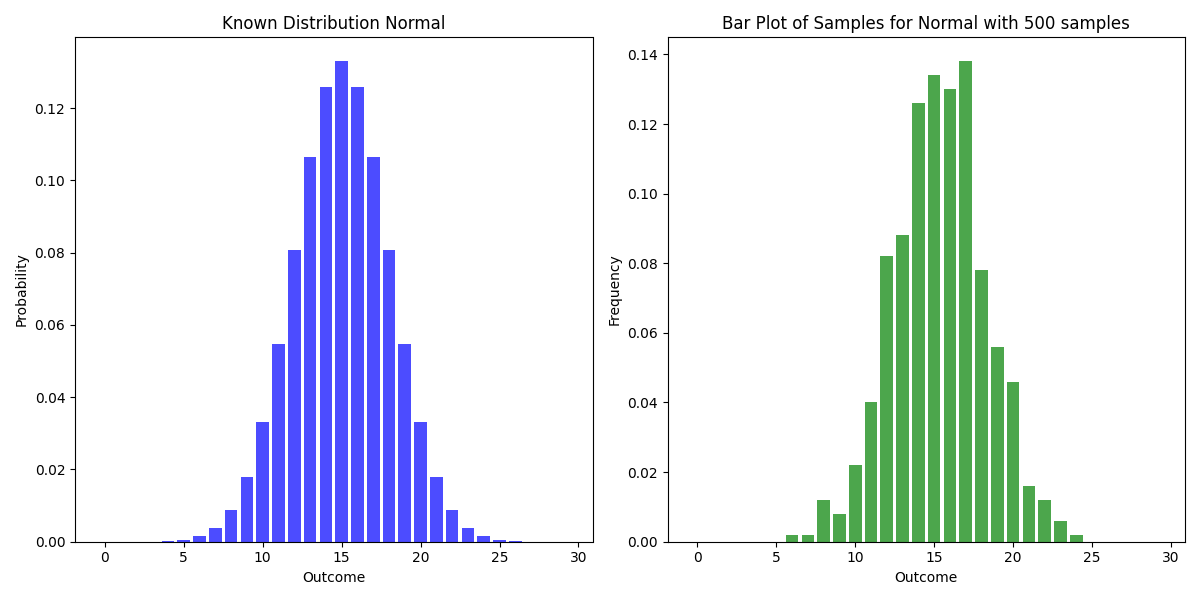 Known Distribution Normal
0.12
0.10
0.08
0.06
0.04
0.02
0.00
Probability
0 5 10 15 20 25 30
Outcome
Bar Plot of Samples for Normal with 500 samples
0.14
0.12
0.10
0.08
0.06
0.04
0.02
0.00
Frequency
0 5 10 15 20 25 30
Outcome